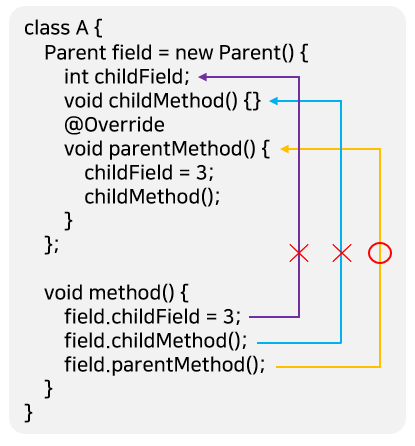 class A {
Parent field = new Parent() {
int childField;
void childMethod() {}
@Override
void parentMethod() {
childField = 3;
childMethod();
}
};
void method() {
field.childField = 3;
field.childMethod();
field.parentMethod();
}
}